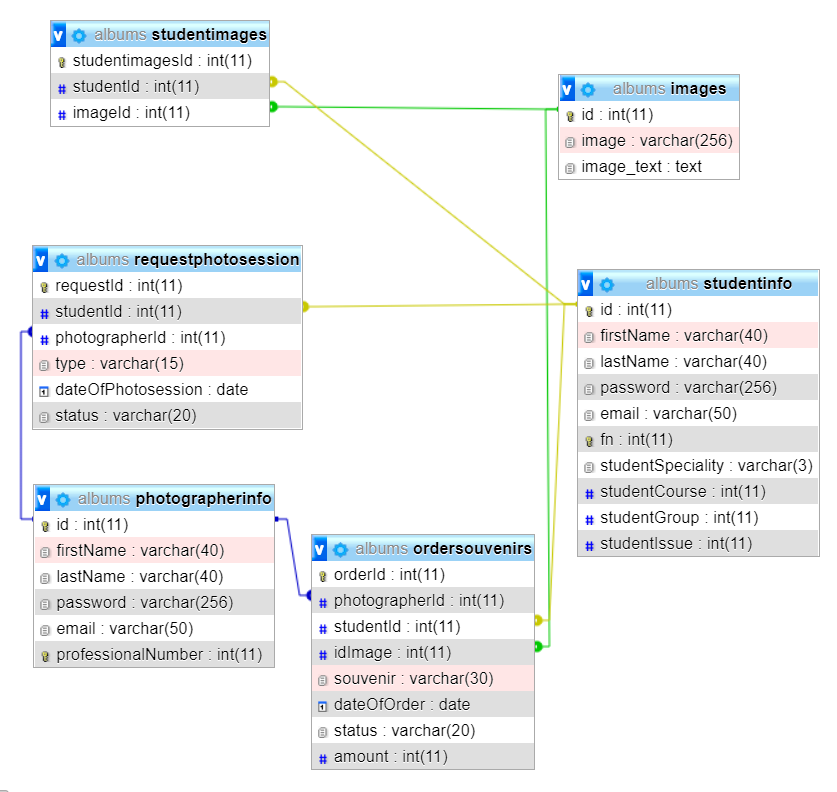 v albums studentimages
studentimagesId : int(11)
# studentId : int(11)
# imageId : int(11)
v albums images
id : int(11)
image : varchar(256)
image_text : text
v albums requestphotosession
requestId : int(11)
# studentId : int(11)
# photographerId : int(11)
type : varchar(15)
dateOfPhotosession : date
status : varchar(20)
v albums studentinfo
id : int(11)
firstName : varchar(40)
lastName : varchar(40)
password : varchar(256)
email : varchar(50)
fn : int(11)
studentSpeciality : varchar(3)
# studentCourse : int(11)
# studentGroup : int(11)
# studentIssue : int(11)
v albums photographerinfo
id : int(11)
firstName : varchar(40)
lastName : varchar(40)
password : varchar(256)
email : varchar(50)
professionalNumber : int(11)
v albums ordersouvenirs
orderId : int(11)
# photographerId : int(11)
# studentId : int(11)
# idImage : int(11)
souvenir : varchar(30)
dateOfOrder : date
status : varchar(20)
# amount : int(11)